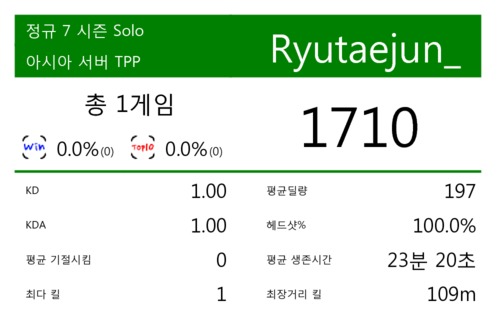 정규 7 시즌 Solo
아시아 서버 TPP
Ryutaejun_
총 1게임
Win 0.0%(0) Top10 0.0%(0)
1710
KD 1.00
평균딜량 197
KDA 1.00
헤드샷% 100.0%
평균 기절시킴 0
평균 생존시간 23분 20초
최다 킬 1
최장거리 킬 109m